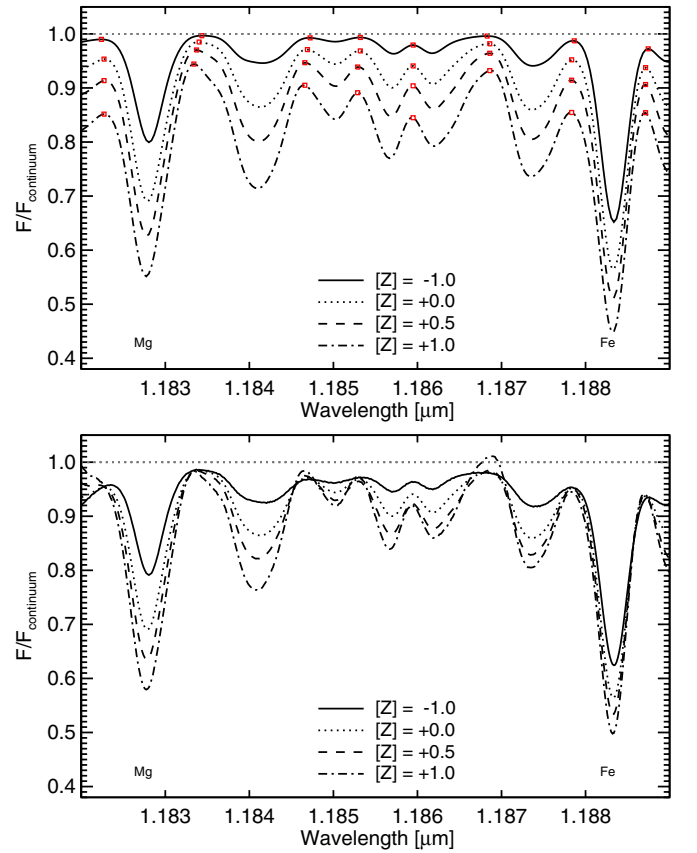 1.0
0.9
0.8
0.7
0.6
0.5
0.4
F/Fcontinuum
[Z] = -1.0
[Z] = +0.0
[Z] = +0.5
[Z] = +1.0
Mg
Fe
1.183 1.184 1.185 1.186 1.187 1.188
Wavelength [μm]
1.0
0.9
0.8
0.7
0.6
0.5
0.4
F/Fcontinuum
[Z] = -1.0
[Z] = +0.0
[Z] = +0.5
[Z] = +1.0
Mg
Fe
1.183 1.184 1.185 1.186 1.187 1.188
Wavelength [μm]